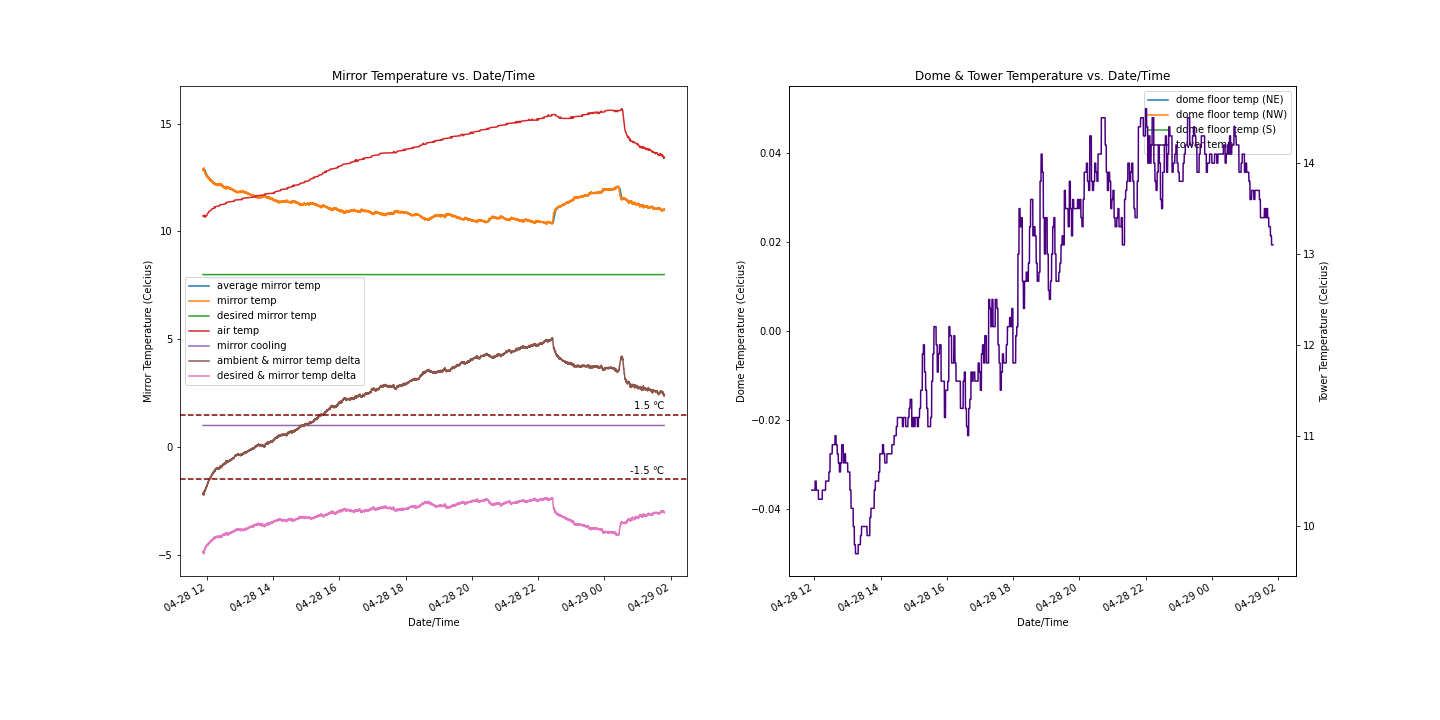 Mirror Temperature vs. Date/Time
Mirror Temperature (Celcius)
15
10
5
0
−5
average mirror temp
mirror temp
desired mirror temp
air temp
mirror cooling
ambient & mirror temp delta
desired & mirror temp delta
1.5 ℃
-1.5 ℃
04-28 12
04-28 14
04-28 16
04-28 18
04-28 20
04-28 22
04-29 00
04-29 02
Date/Time
Dome & Tower Temperature vs. Date/Time
Dome Temperature (Celcius)
0.04
0.02
0.00
−0.02
−0.04
dome floor temp (NE)
dome floor temp (NW)
dome floor temp (S)
tower temp
14
13
12
11
10
Tower Temperature (Celcius)
04-28 12
04-28 14
04-28 16
04-28 18
04-28 20
04-28 22
04-29 00
04-29 02
Date/Time